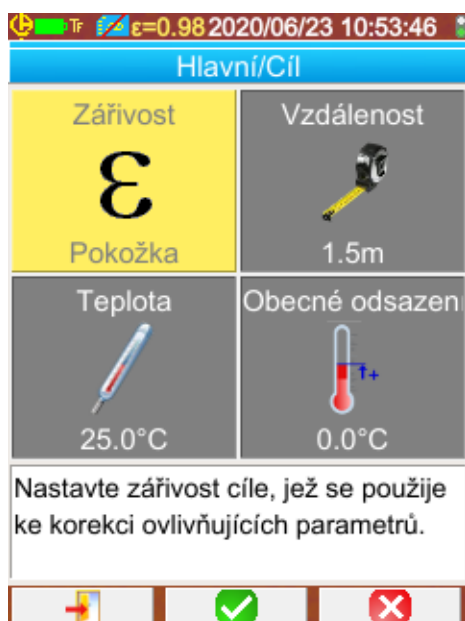 TF ε=0.98 2020/06/23 10:53:46
Hlavní/Cíl
Zářivost
Vzdálenost
ε
Pokožka
1.5m
Teplota
Obecné odsazení
25.0°C
0.0°C
Nastavte zářivost cíle, jež se použije
ke korekci ovlivňujících parametrů.